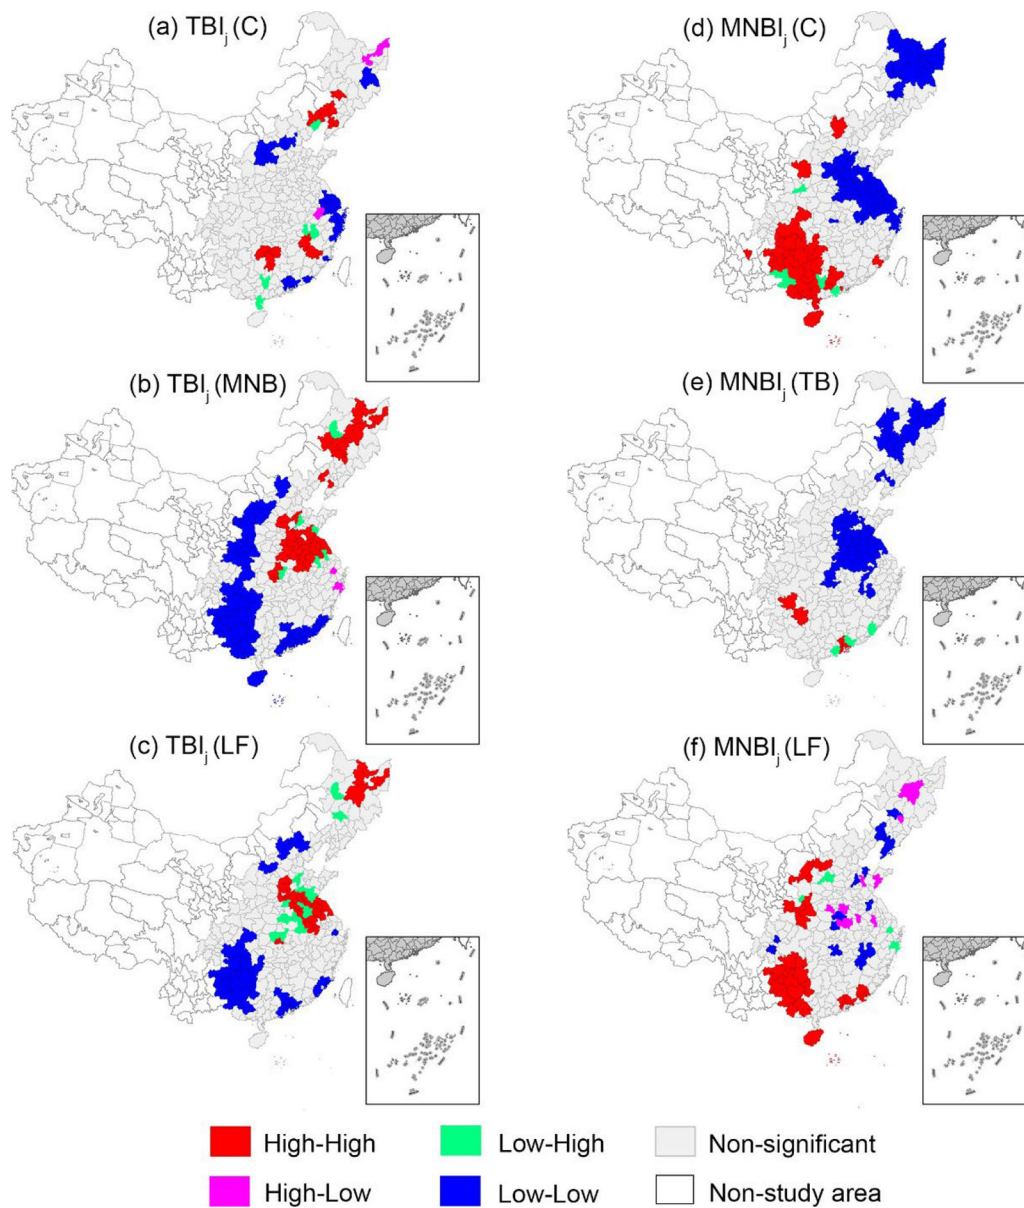 (a) TBIj (C)
(d) MNBIj (C)
(b) TBIj (MNB)
(e) MNBIj (TB)
(c) TBIj (LF)
(f) MNBIj (LF)
High-High
Low-High
Non-significant
High-Low
Low-Low
Non-study area